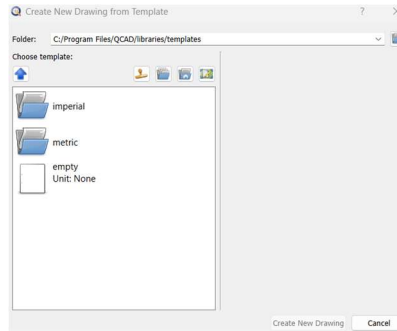 Create New Drawing from Template
Folder: C:/Program Files/QCAD/libraries/templates
Choose template:
imperial
metric
empty
Unit: None
Create New Drawing Cancel